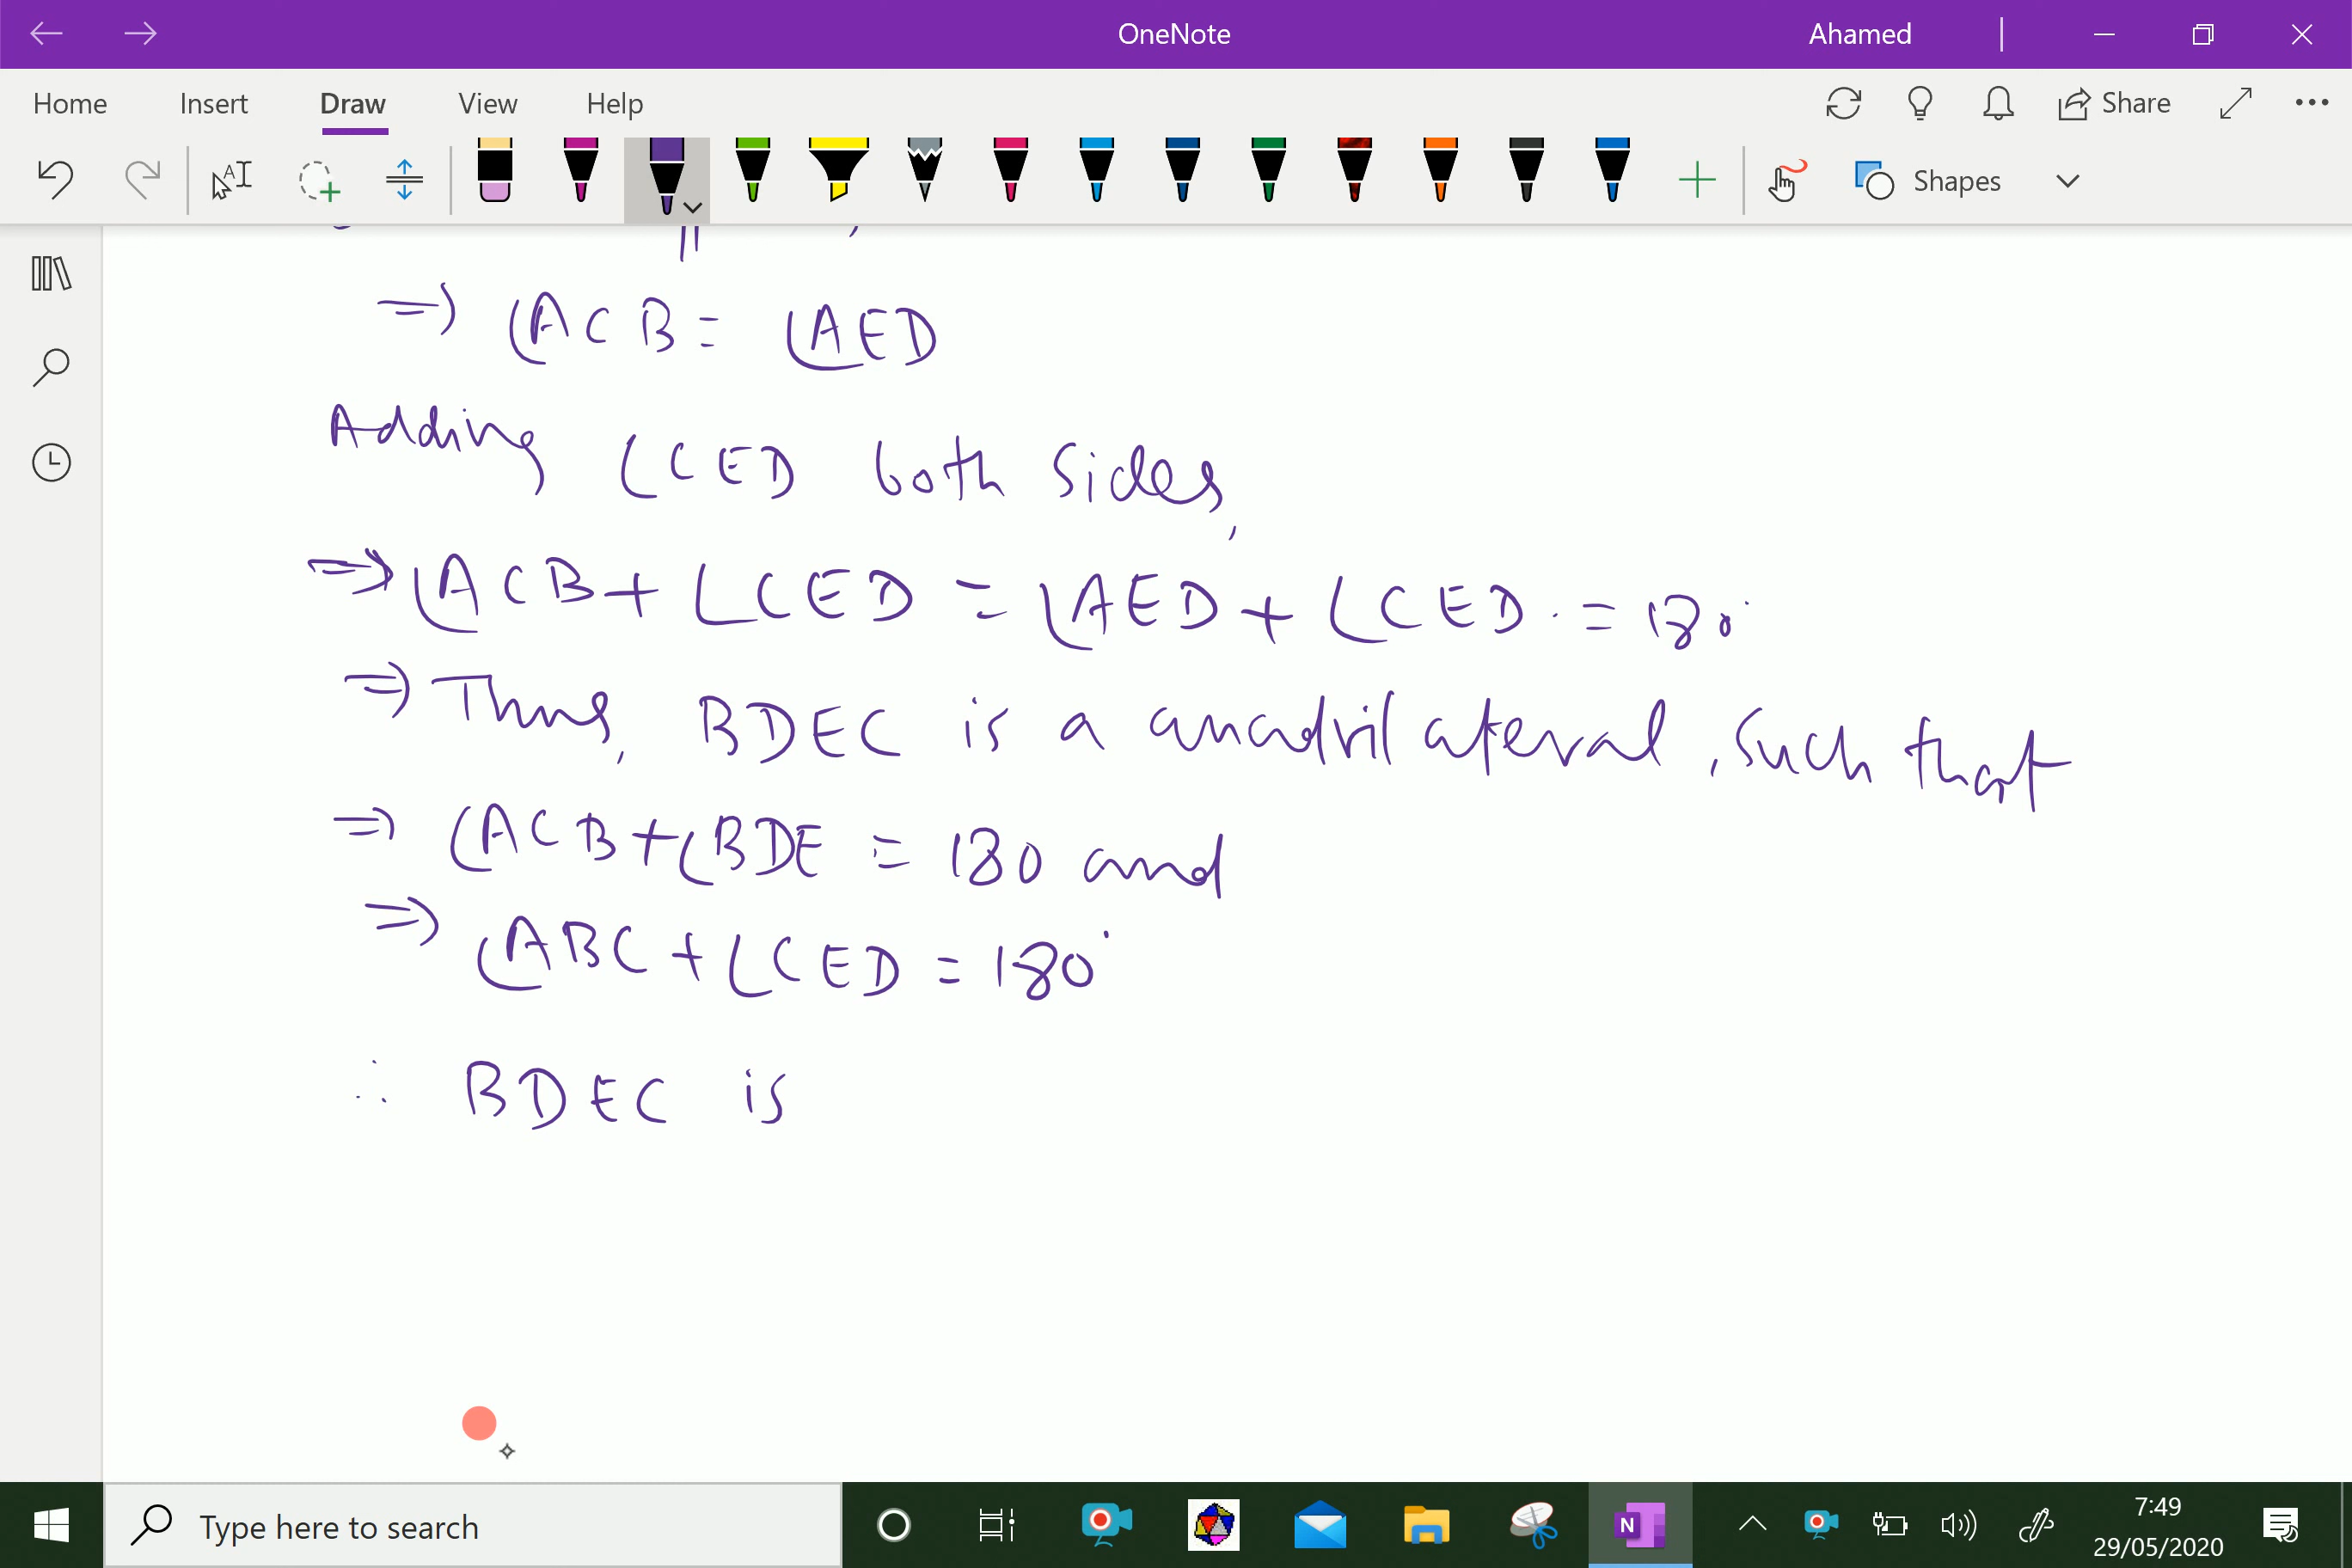 OneNote
Ahamed
Home Insert Draw View Help
Share
Shapes
⇒ ∠ACB = ∠AED
Adding ∠CED both sides,
⇒ ∠ACB + ∠CED = ∠AED + ∠CED = 180°
⇒ Thus, BDEC is a quadrilateral, such that
⇒ ∠ACB + ∠BDE = 180 and
⇒ ∠ABC + ∠CED = 180°
∴ BDEC is
Type here to search
N
7:49
29/05/2020